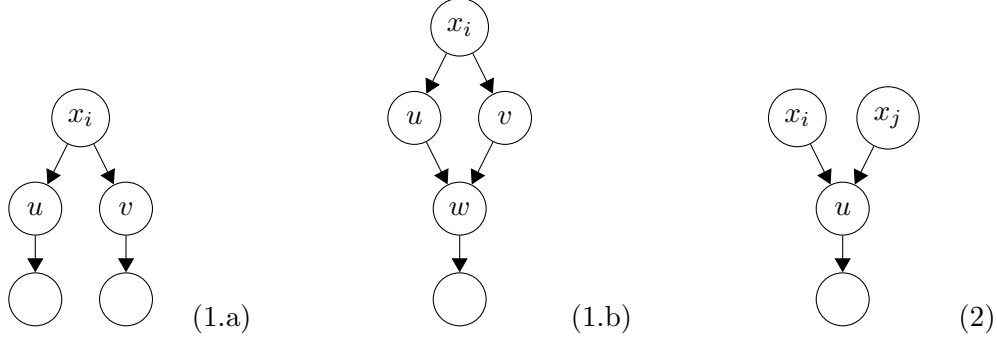 x_i
u v
(1.a)
x_i
u v
w
(1.b)
x_i x_j
u
(2)